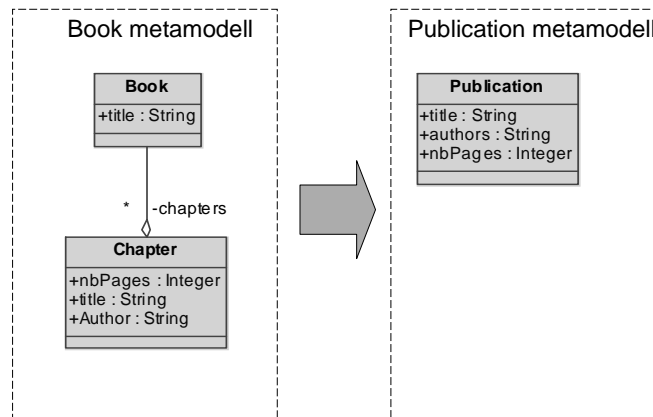 Book metamodell
Book
+title : String
* -chapters
Chapter
+nbPages : Integer
+title : String
+Author : String
Publication metamodell
Publication
+title : String
+authors : String
+nbPages : Integer